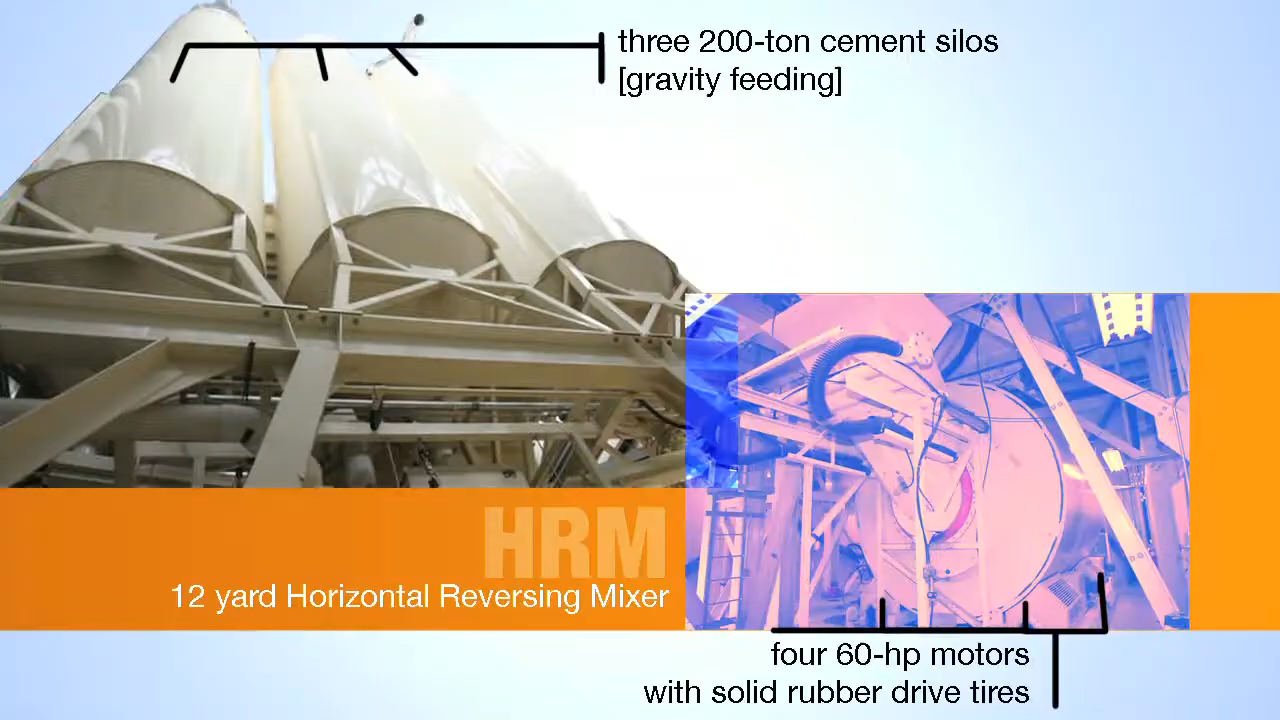 three 200-ton cement silos
[gravity feeding]
HRM
12 yard Horizontal Reversing Mixer
four 60-hp motors
with solid rubber drive tires